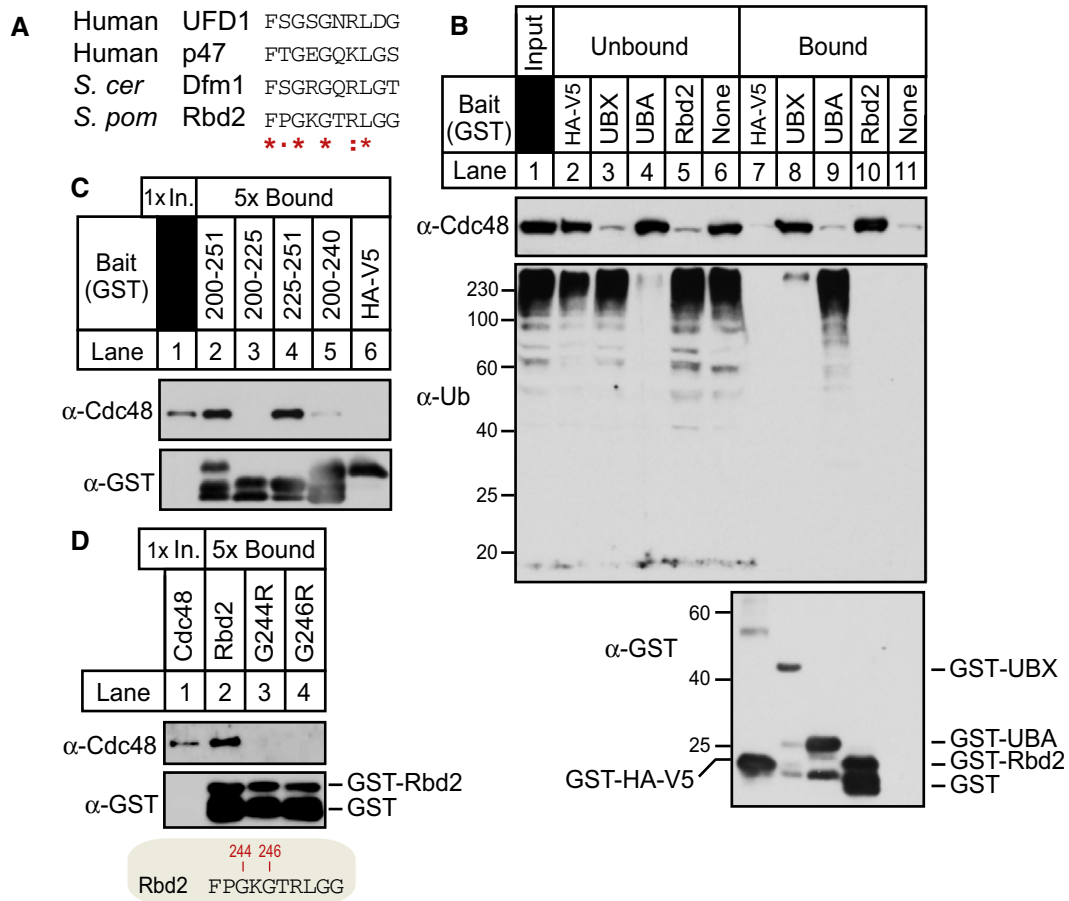 A
Human UFD1 FSGSGNRLDG
Human p47 FTGEGQKLGS
S. cer Dfm1 FSGRGQRLGT
S. pom Rbd2 FPGKGTRLGG
*. * * :*
B
Input Unbound Bound
Bait (GST) HA-V5 UBX UBA Rbd2 None HA-V5 UBX UBA Rbd2 None
Lane 1 2 3 4 5 6 7 8 9 10 11
α-Cdc48
α-Ub
230
100
60
40
25
20
α-GST
60
40
25
GST-HA-V5
GST-UBX
GST-UBA
GST-Rbd2
GST
C
1x In. 5x Bound
Bait (GST) 200-251 200-225 225-251 200-240 HA-V5
Lane 1 2 3 4 5 6
α-Cdc48
α-GST
D
1x In. 5x Bound
Cdc48 Rbd2 G244R G246R
Lane 1 2 3 4
α-Cdc48
α-GST
GST-Rbd2
GST
244 246
Rbd2 FPGKGTRLGG